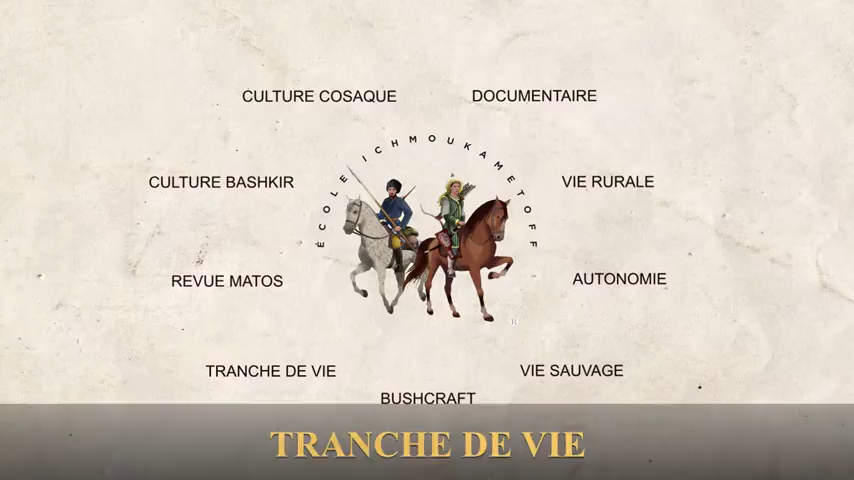 CULTURE COSAQUE
DOCUMENTAIRE
ÉCOLE ICHMOUKAMETOFF
CULTURE BASHKIR
VIE RURALE
REVUE MATOS
AUTONOMIE
TRANCHE DE VIE
VIE SAUVAGE
BUSHCRAFT
TRANCHE DE VIE